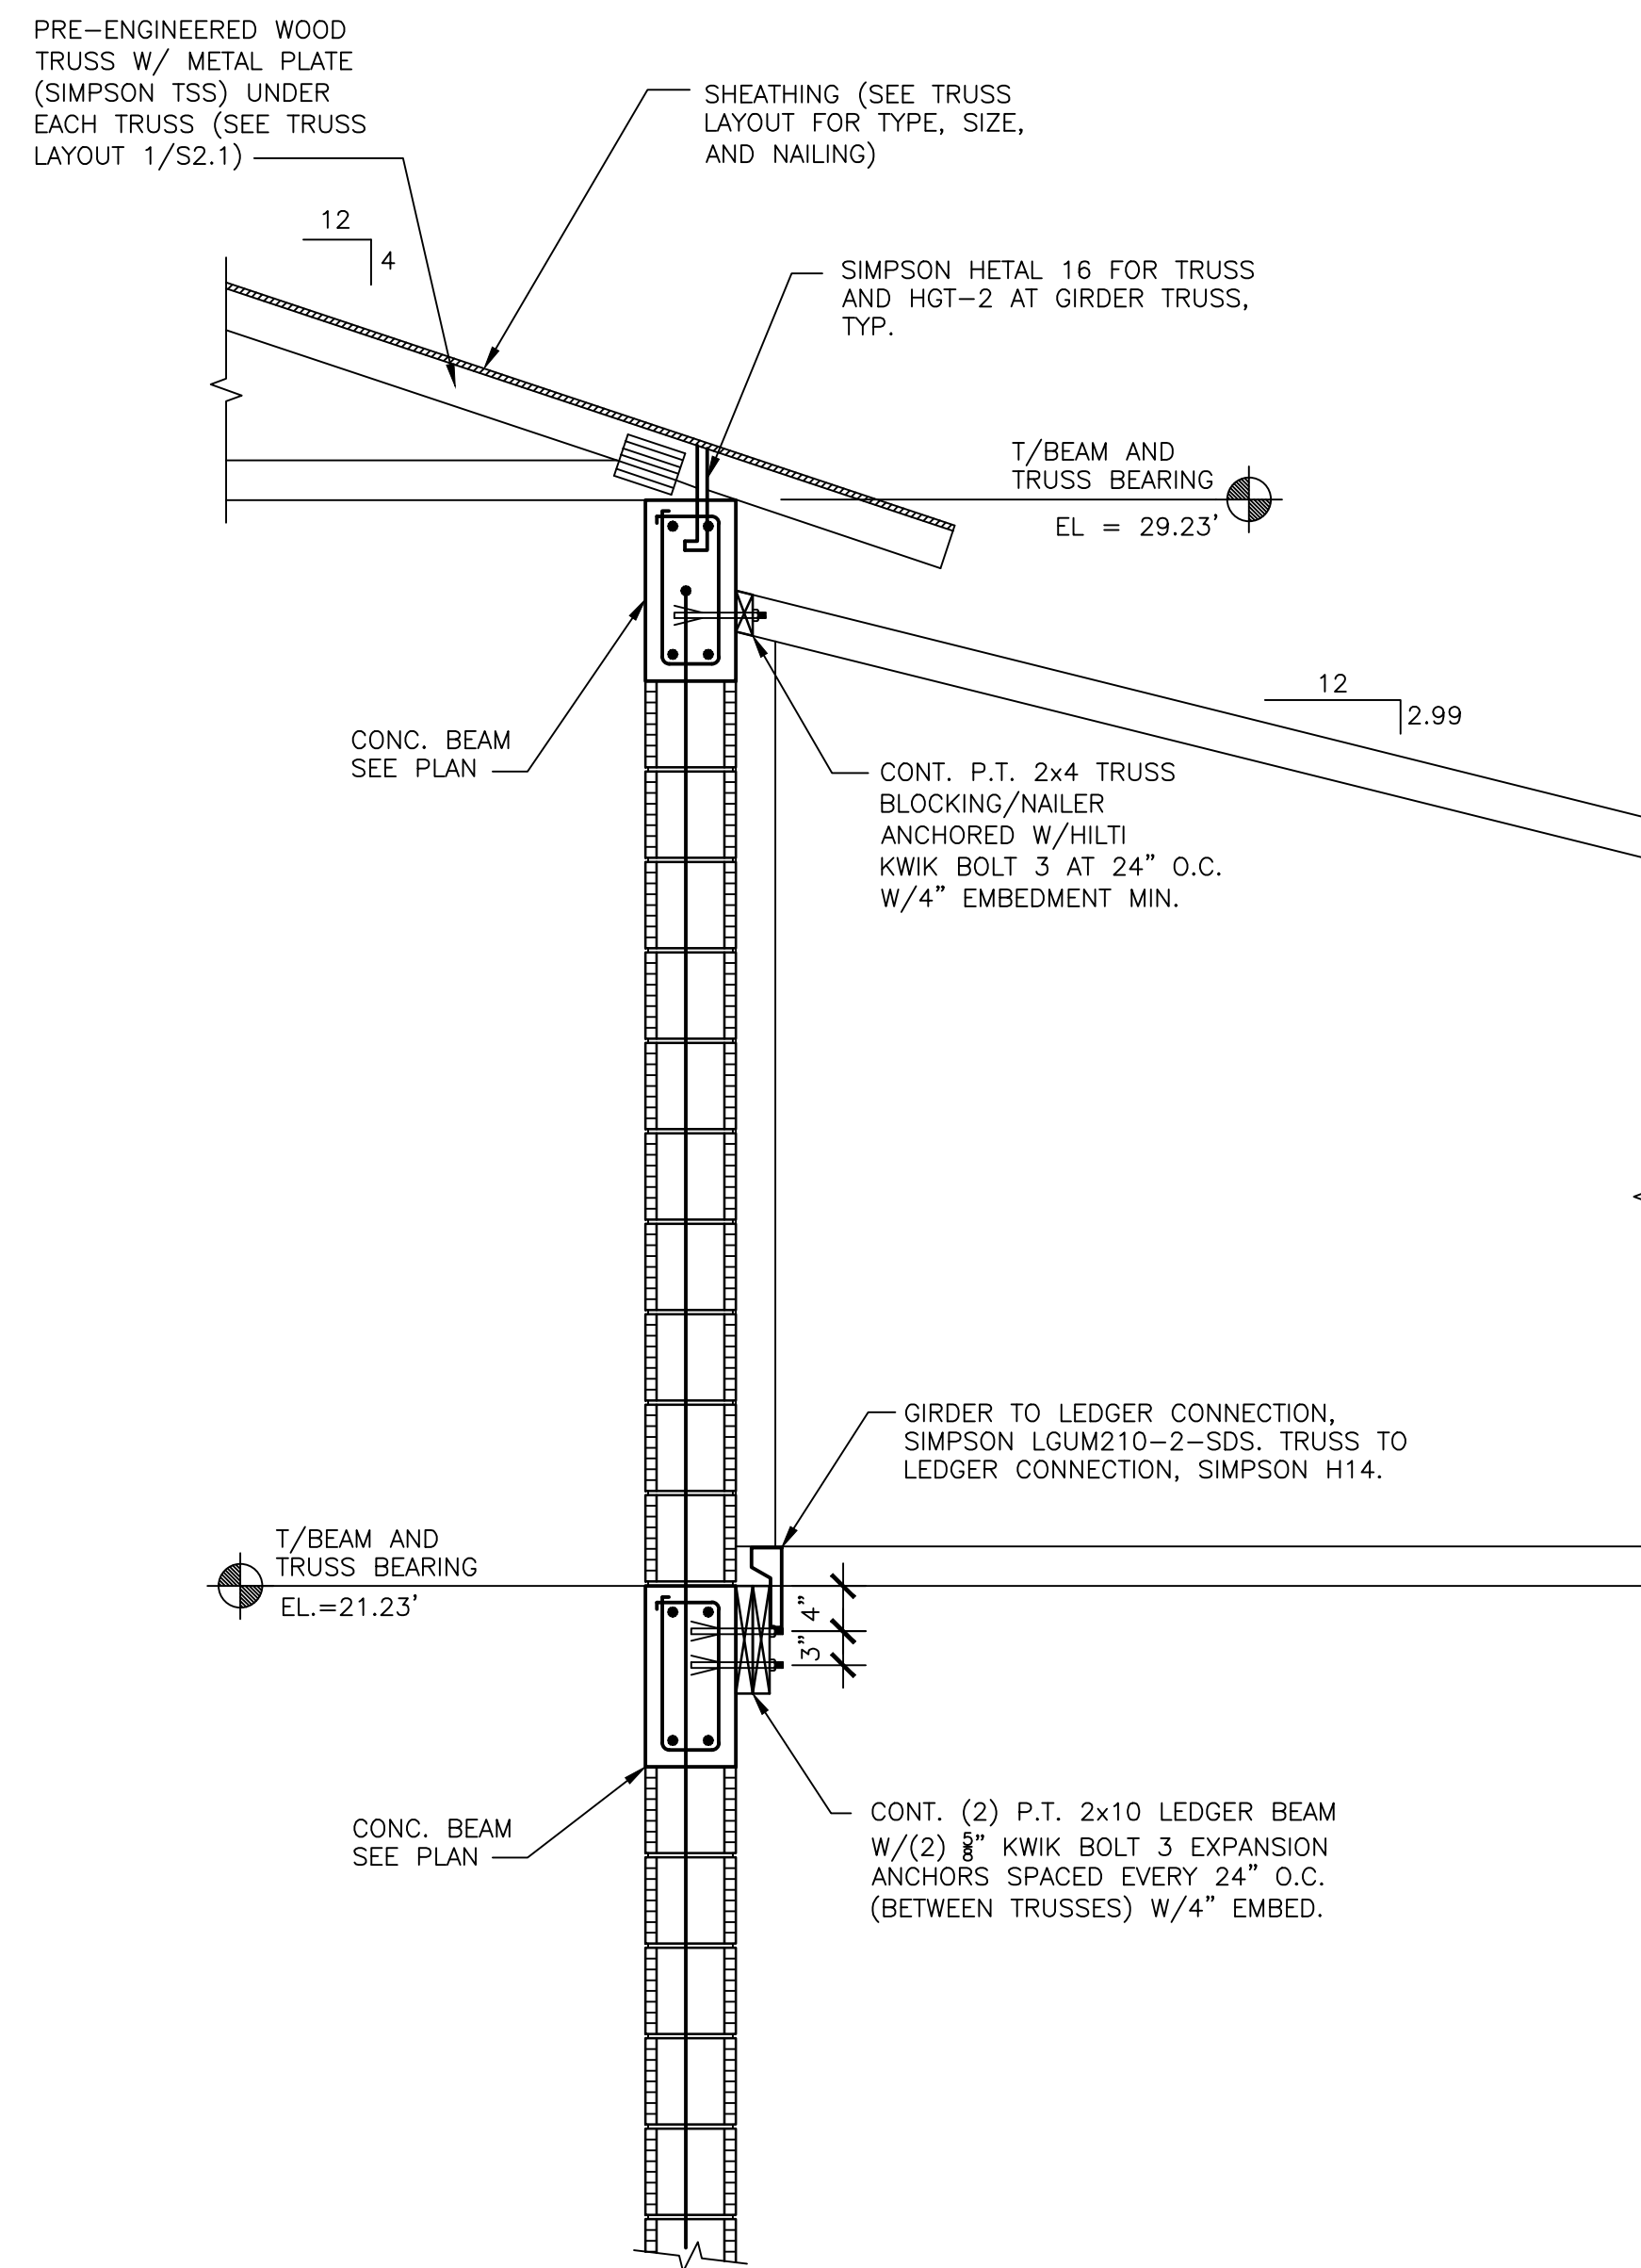 PRE-ENGINEERED WOOD
TRUSS W/ METAL PLATE
(SIMPSON TSS) UNDER
EACH TRUSS (SEE TRUSS
LAYOUT 1/S2.1)
SHEATHING (SEE TRUSS
LAYOUT FOR TYPE, SIZE,
AND NAILING)
12
4
SIMPSON HETAL 16 FOR TRUSS
AND HGT-2 AT GIRDER TRUSS,
TYP.
T/BEAM AND
TRUSS BEARING
EL = 29.23'
12
2.99
CONC. BEAM
SEE PLAN
CONT. P.T. 2x4 TRUSS
BLOCKING/NAILER
ANCHORED W/HILTI
KWIK BOLT 3 AT 24" O.C.
W/4" EMBEDMENT MIN.
GIRDER TO LEDGER CONNECTION,
SIMPSON LGUM210-2-SDS. TRUSS TO
LEDGER CONNECTION, SIMPSON H14.
T/BEAM AND
TRUSS BEARING
EL.=21.23'
4"
3"
CONC. BEAM
SEE PLAN
CONT. (2) P.T. 2x10 LEDGER BEAM
W/(2) 5/8" KWIK BOLT 3 EXPANSION
ANCHORS SPACED EVERY 24" O.C.
(BETWEEN TRUSSES) W/4" EMBED.